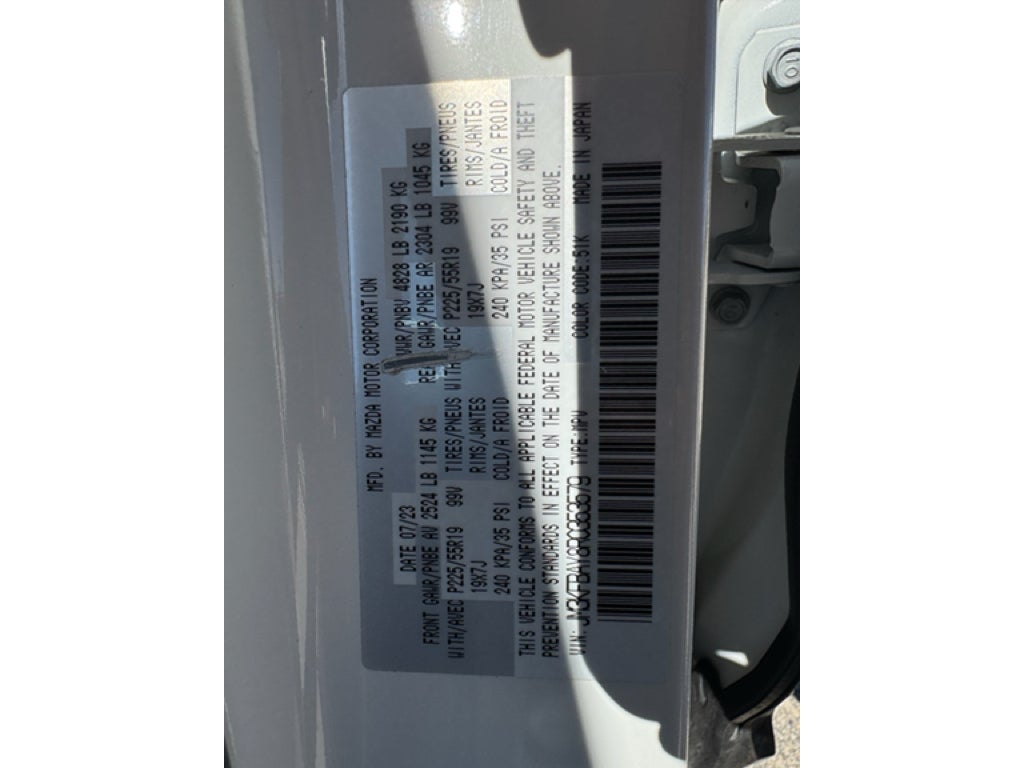 MFD. BY MAZDA MOTOR CORPORATION
DATE 07/23 VWR/PNBV 4828 LB 2190 KG
FRONT GAWR/PNBE AV 2524 LB 1145 KG GAWR/PNBE AR 2304 LB 1045 KG
WITH/AVEC P225/55R19 99V TIRES/PNEUS WITH/AVEC P225/55R19 99V TIRES/PNEUS
19X7J RIMS/JANTES 19X7J RIMS/JANTES
240 KPA/35 PSI COLD/A FROID 240 KPA/35 PSI COLD/A FROID
THIS VEHICLE CONFORMS TO ALL APPLICABLE FEDERAL MOTOR VEHICLE SAFETY AND THEFT
PREVENTION STANDARDS IN EFFECT ON THE DATE OF MANUFACTURE SHOWN ABOVE.
VIN: JM3KFBAY8R0353579 TYPE:MPV COLOR CODE:51K MADE IN JAPAN
10